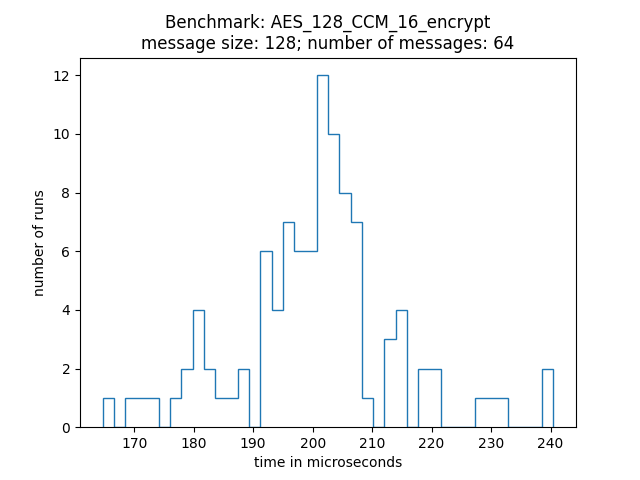 Benchmark: AES_128_CCM_16_encrypt
message size: 128; number of messages: 64
12
10
8
6
4
2
0
number of runs
170 180 190 200 210 220 230 240
time in microseconds